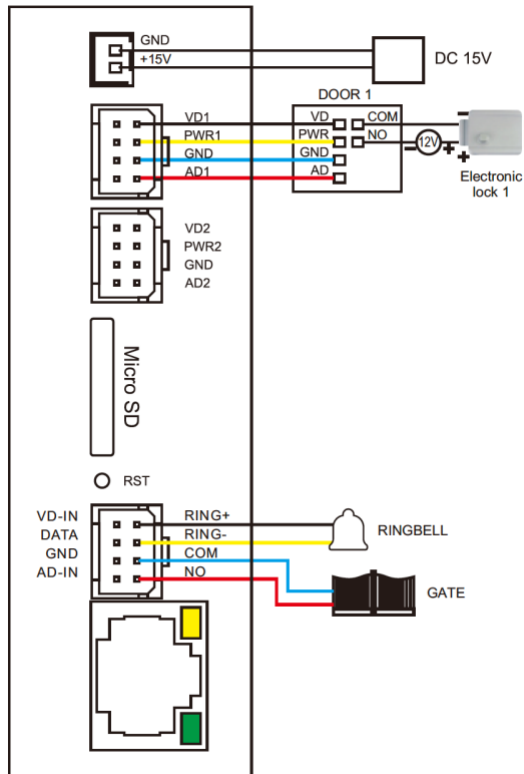 GND
+15V
DC 15V
DOOR 1
VD1
PWR1
GND
AD1
VD
PWR
GND
AD
COM
NO
- 12V +
-
+
Electronic
lock 1
VD2
PWR2
GND
AD2
Micro SD
RST
VD-IN
DATA
GND
AD-IN
RING+
RING-
COM
NO
RINGBELL
GATE